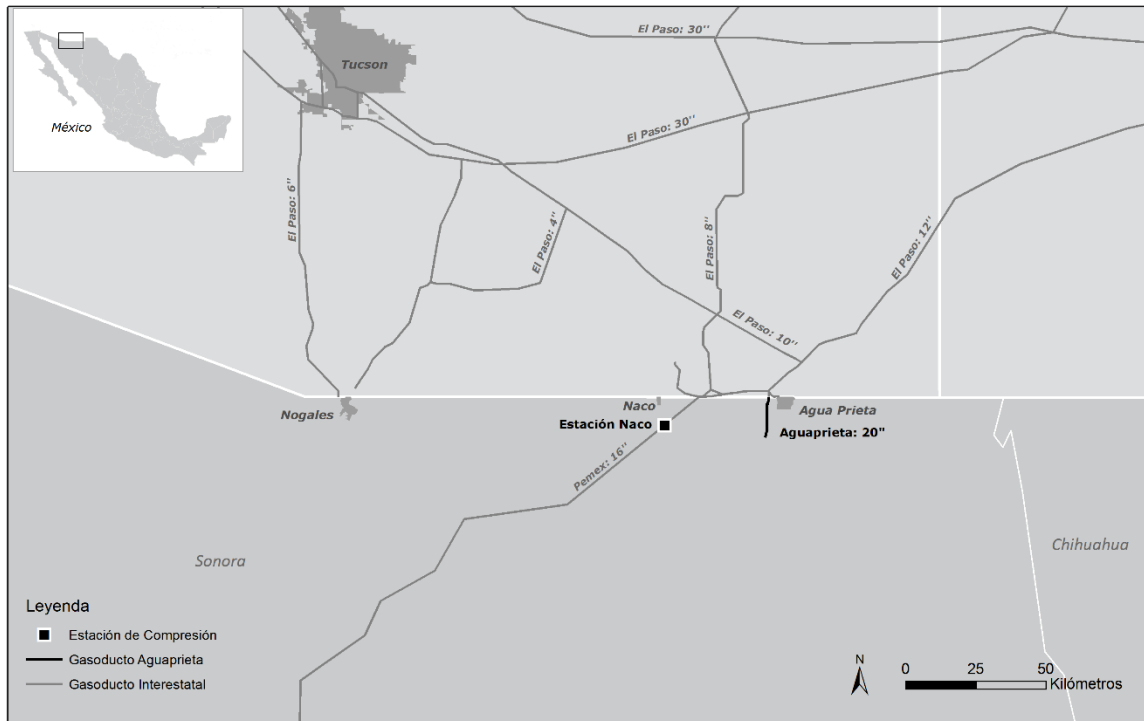 México
Tucson
El Paso: 30"
El Paso: 30"
El Paso: 6"
El Paso: 4"
El Paso: 8"
El Paso: 12"
El Paso: 10"
Nogales
Naco
Agua Prieta
Estación Naco
Aguaprieta: 20"
Pemex: 16"
Sonora
Chihuahua
Leyenda
Estación de Compresión
Gasoducto Aguaprieta
Gasoducto Interestatal
N
0 25 50
Kilómetros